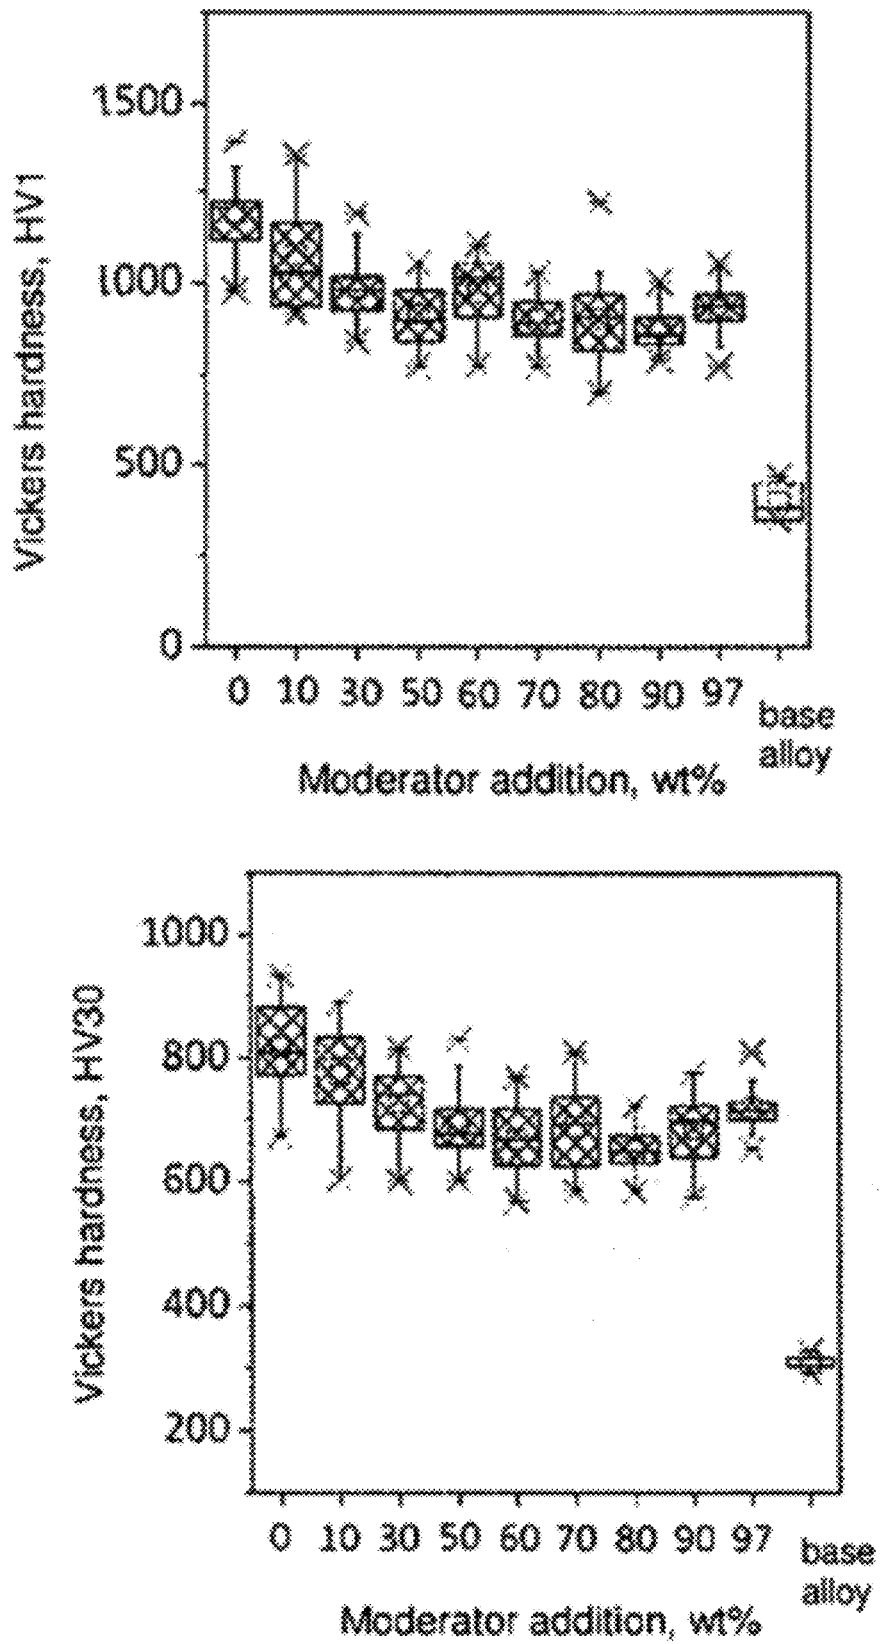 Vickers hardness, HV1
1500
1000
500
0
0 10 30 50 60 70 80 90 97
base
alloy
Moderator addition, wt%
Vickers hardness, HV30
1000
800
600
400
200
0 10 30 50 60 70 80 90 97
base
alloy
Moderator addition, wt%